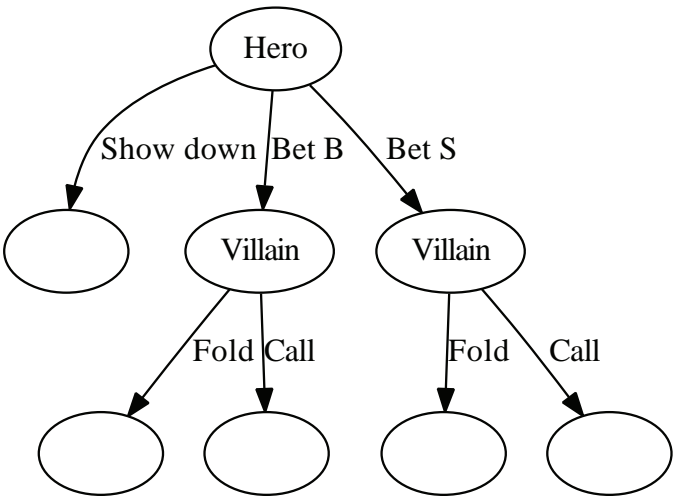 Hero
Show down
Bet B
Bet S
Villain
Villain
Fold
Call
Fold
Call